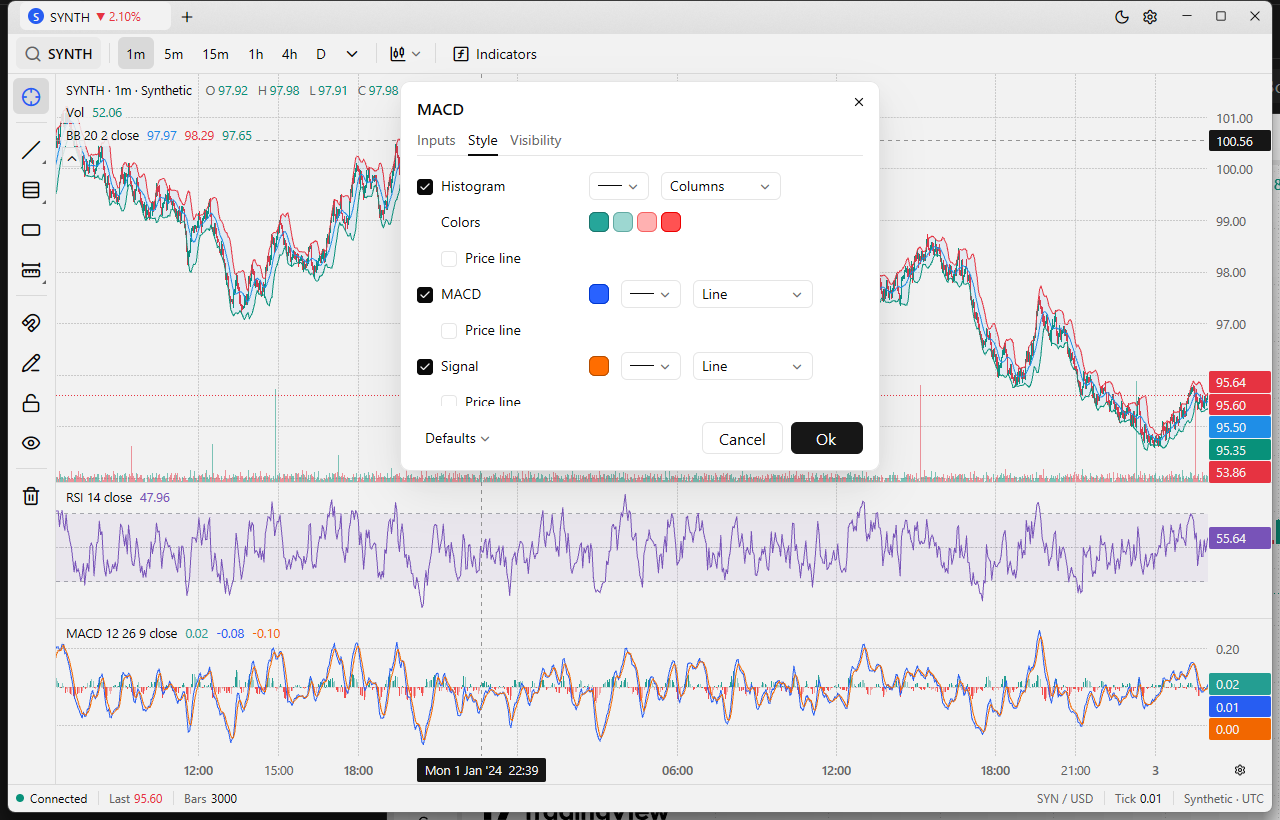 SYNTH ▼ 2.10%
SYNTH 1m 5m 15m 1h 4h D Indicators
SYNTH · 1m · Synthetic O 97.92 H 97.98 L 97.91 C 97.98
Vol 52.06
BB 20 2 close 97.97 98.29 97.65
MACD
Inputs Style Visibility
Histogram Columns
Colors
Price line
MACD Line
Price line
Signal Line
Price line
Defaults Cancel Ok
101.00
100.56
100.00
99.00
98.00
97.00
95.64
95.60
95.50
95.35
53.86
RSI 14 close 47.96
55.64
MACD 12 26 9 close 0.02 -0.08 -0.10
0.20
0.02
0.01
0.00
12:00 15:00 18:00 Mon 1 Jan '24 22:39 06:00 12:00 18:00 21:00 3
Connected Last 95.60 Bars 3000 SYN / USD Tick 0.01 Synthetic · UTC
TradingView